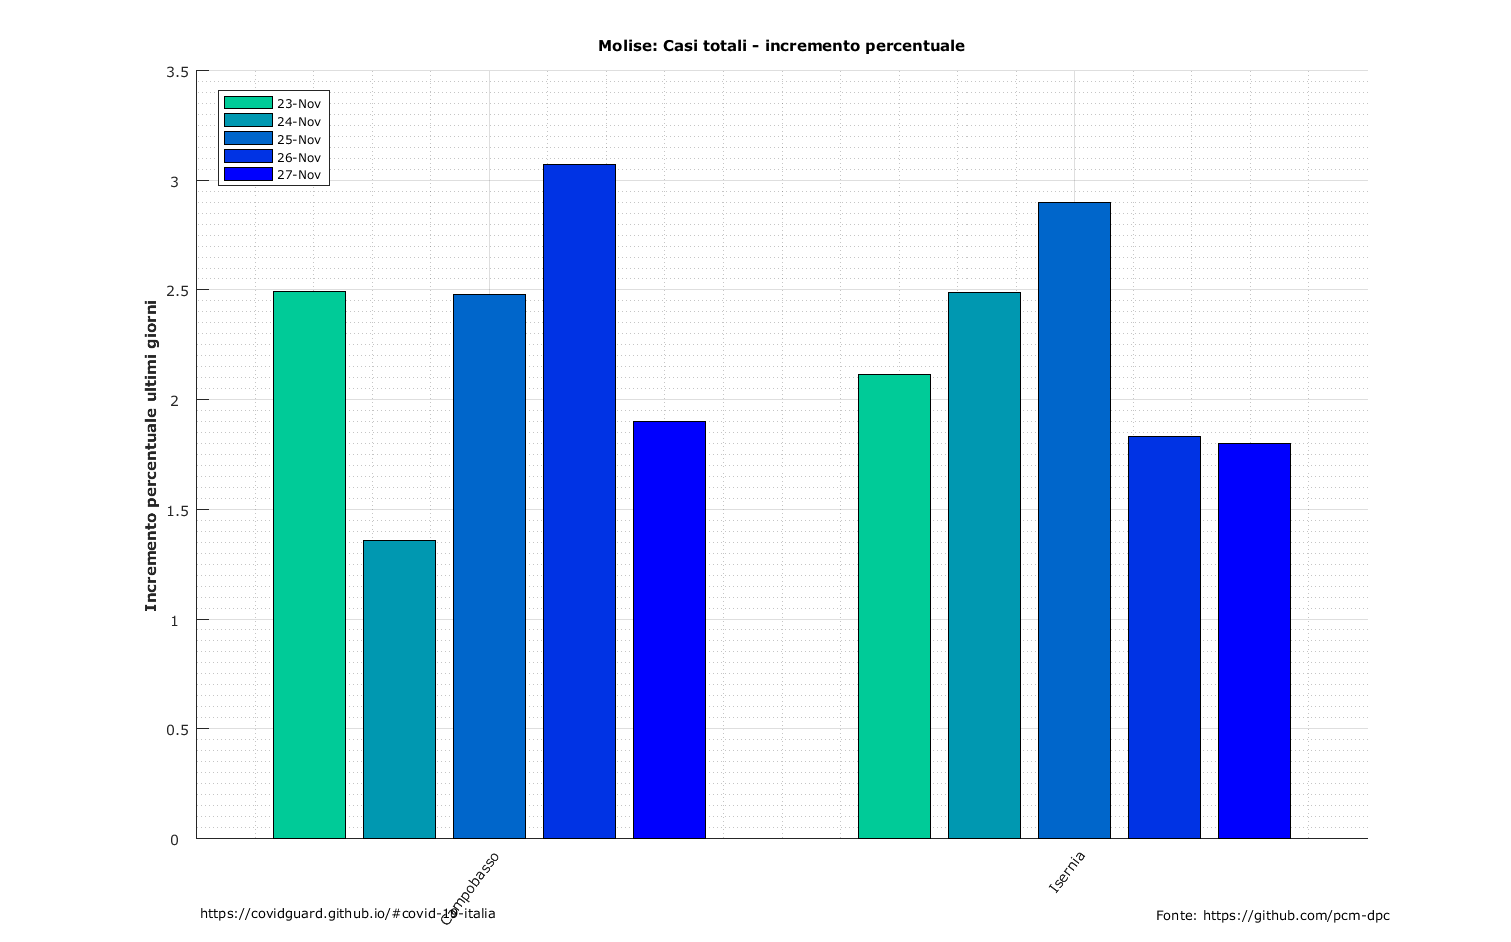 Molise: Casi totali - incremento percentuale
3.5
3
2.5
2
1.5
1
0.5
0
Incremento percentuale ultimi giorni
23-Nov
24-Nov
25-Nov
26-Nov
27-Nov
Campobasso
Isernia
https://covidguard.github.io/#covid-19-italia
Fonte: https://github.com/pcm-dpc